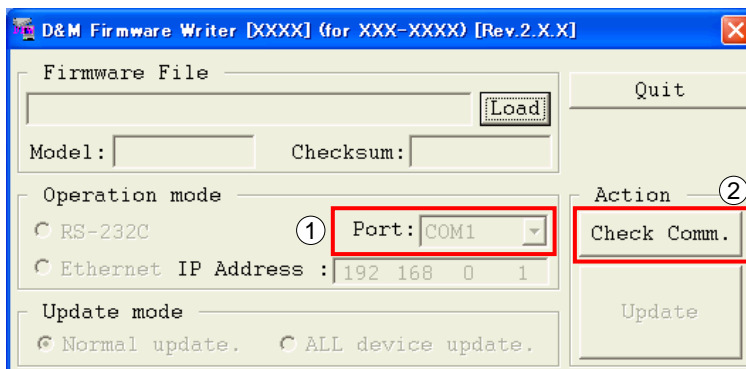 D&M Firmware Writer [XXXX] (for XXX-XXXX) [Rev.2.X.X]
Firmware File
Load
Quit
Model:
Checksum:
Operation mode
Action
②
RS-232C
①
Port:
COM1
Check Comm.
Ethernet IP Address :
192 168 0 1
Update mode
Update
Normal update.
ALL device update.